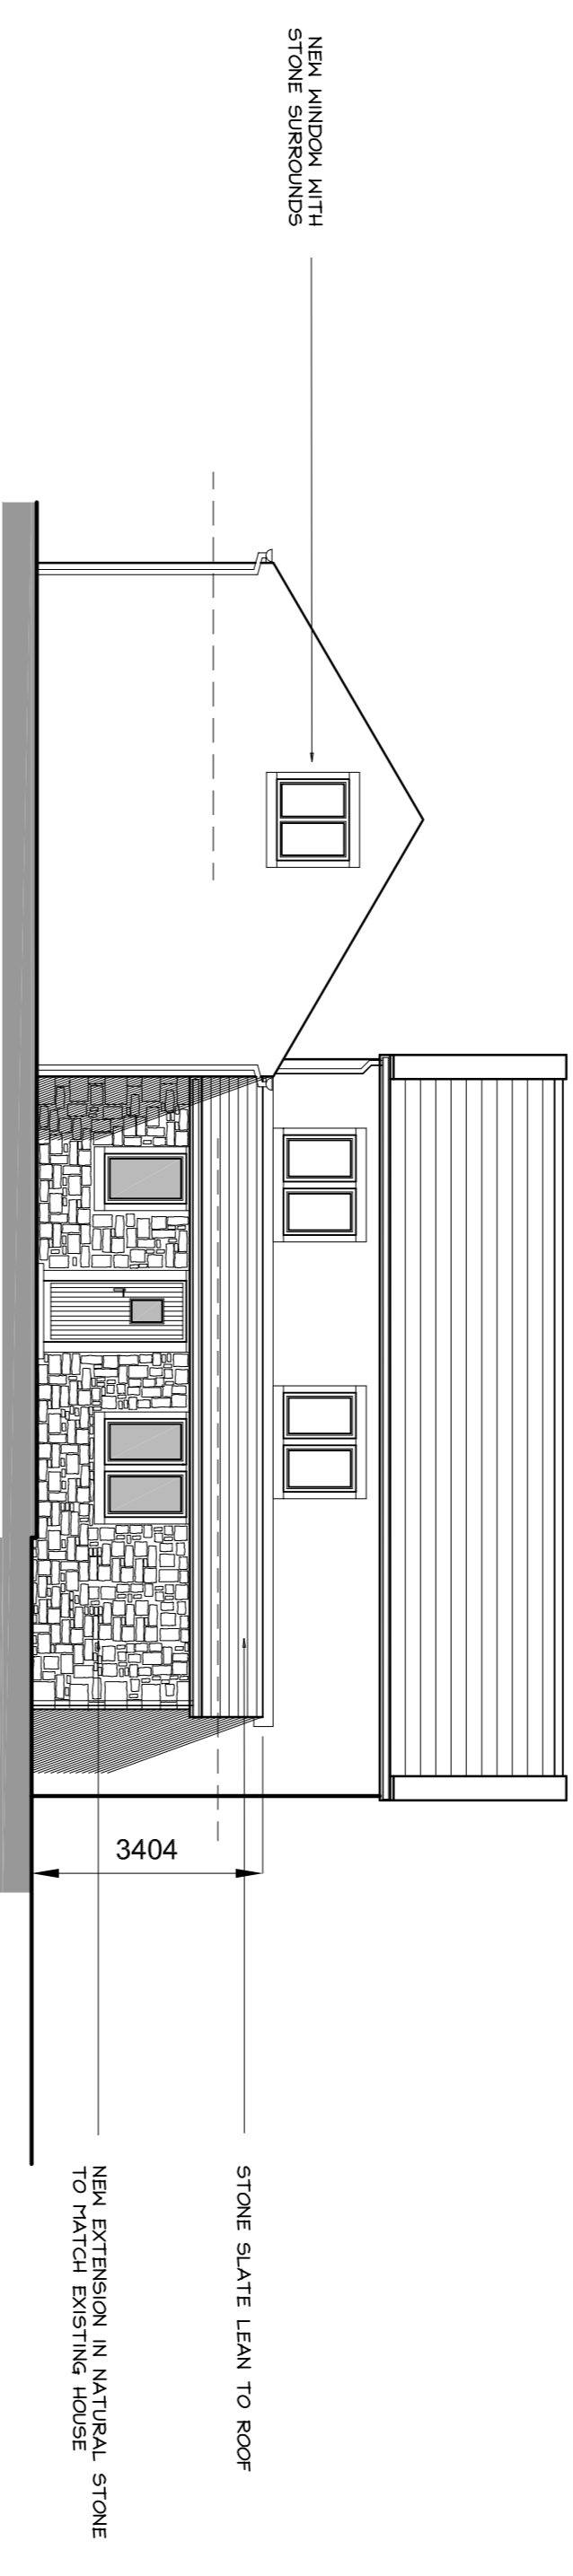 NEW WINDOW WITH
STONE SURROUNDS
3404
STONE SLATE LEAN TO ROOF
NEW EXTENSION IN NATURAL STONE
TO MATCH EXISTING HOUSE